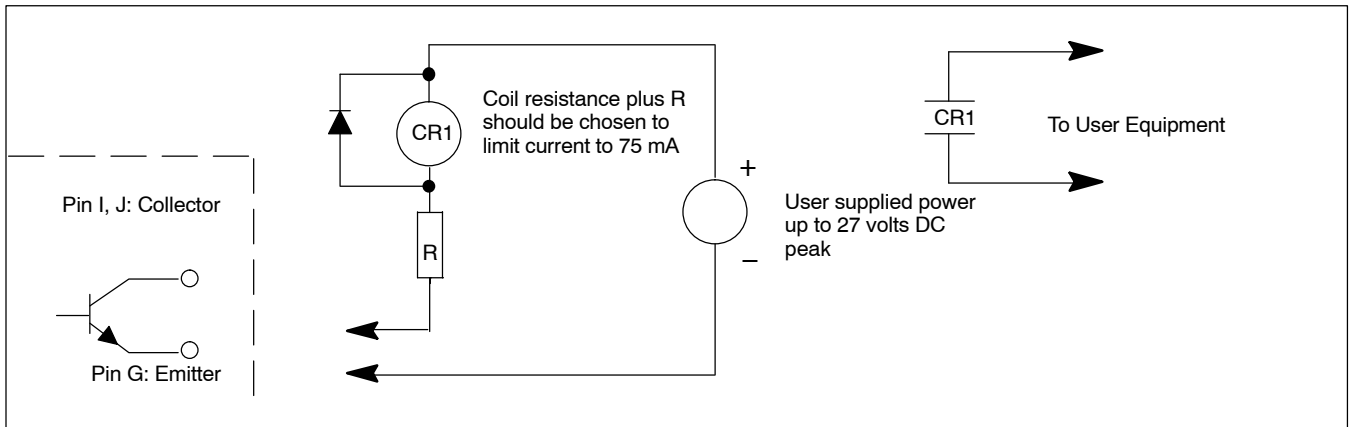 Coil resistance plus R
should be chosen to
limit current to 75 mA
CR1
CR1
To User Equipment
+
Pin I, J: Collector
User supplied power
up to 27 volts DC
peak
R
–
Pin G: Emitter